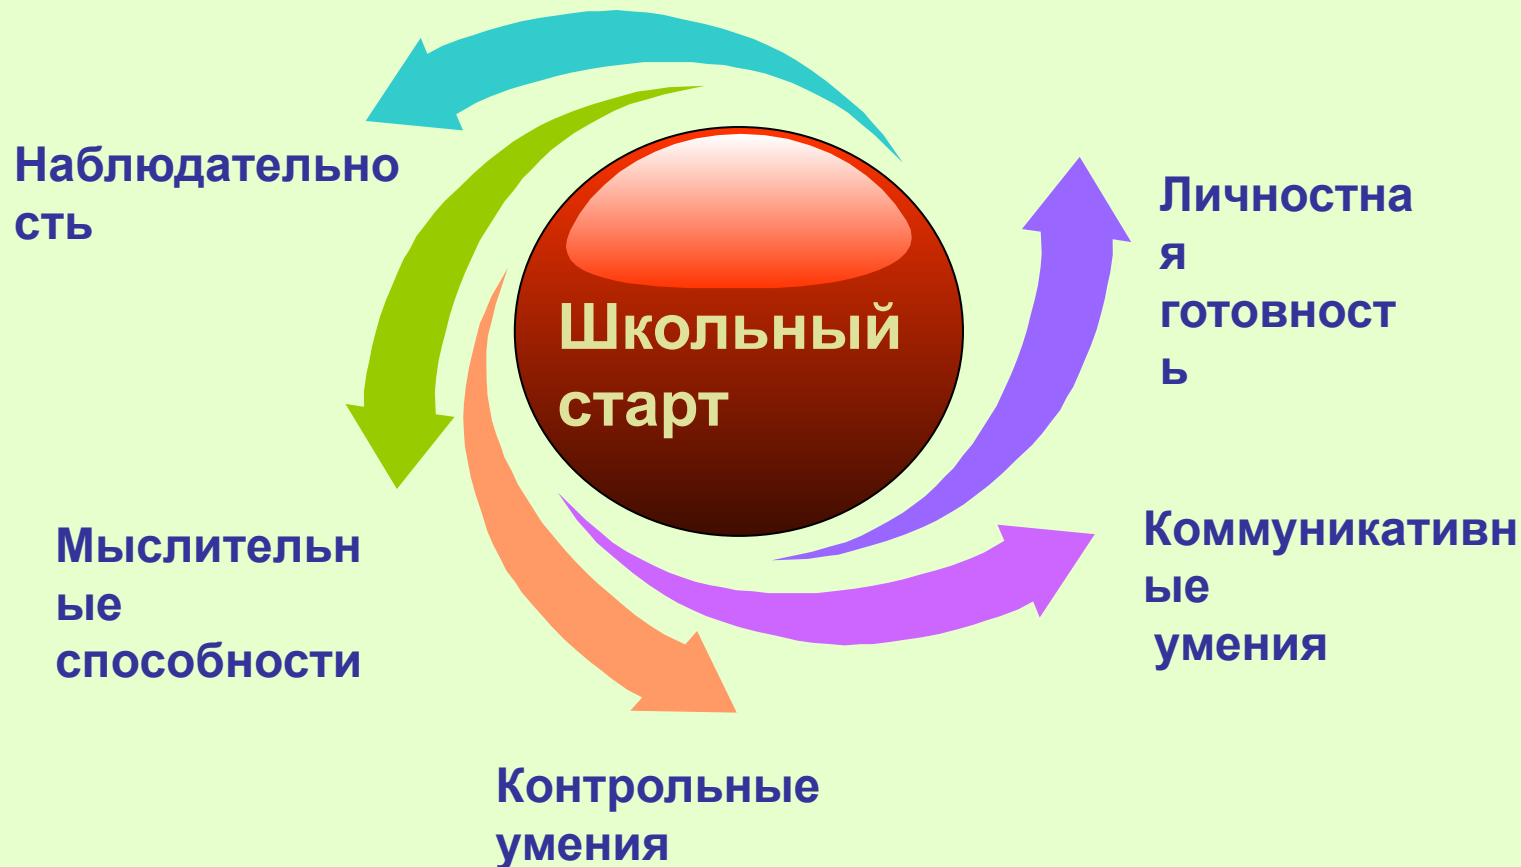 Наблюдательно
сть
Личностна
я
готовност
ь
Школьный
старт
Мыслительн
ые
способности
Коммуникативн
ые
умения
Контрольные
умения